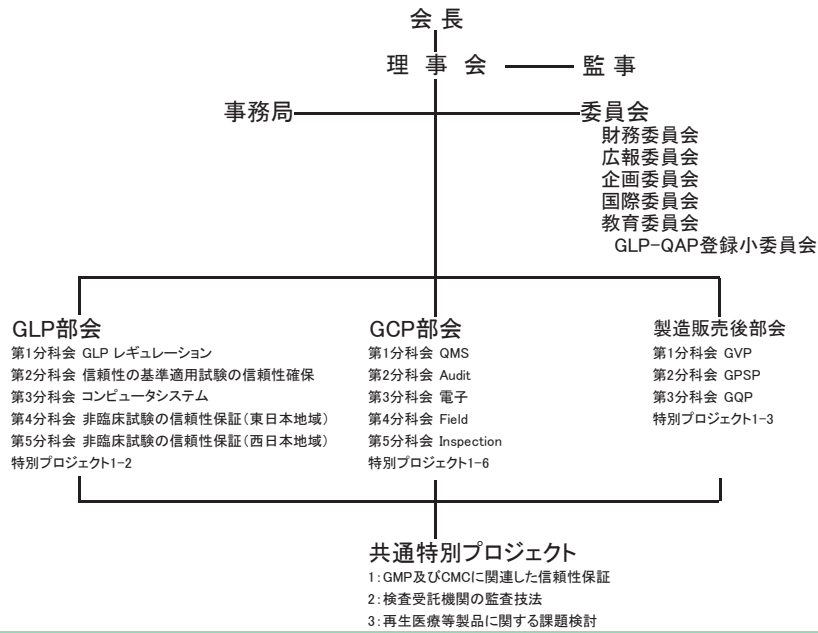 会 長
理 事 会
監 事
事務局
委員会
財務委員会
広報委員会
企画委員会
国際委員会
教育委員会
GLP-QAP登録小委員会
GLP部会
第1分科会 GLP レギュレーション
第2分科会 信頼性の基準適用試験の信頼性確保
第3分科会 コンピュータシステム
第4分科会 非臨床試験の信頼性保証（東日本地域）
第5分科会 非臨床試験の信頼性保証（西日本地域）
特別プロジェクト1-2
GCP部会
第1分科会 QMS
第2分科会 Audit
第3分科会 電子
第4分科会 Field
第5分科会 Inspection
特別プロジェクト1-6
製造販売後部会
第1分科会 GVP
第2分科会 GPSP
第3分科会 GQP
特別プロジェクト1-3
共通特別プロジェクト
1：GMP及びCMCに関連した信頼性保証
2：検査受託機関の監査技法
3：再生医療等製品に関する課題検討